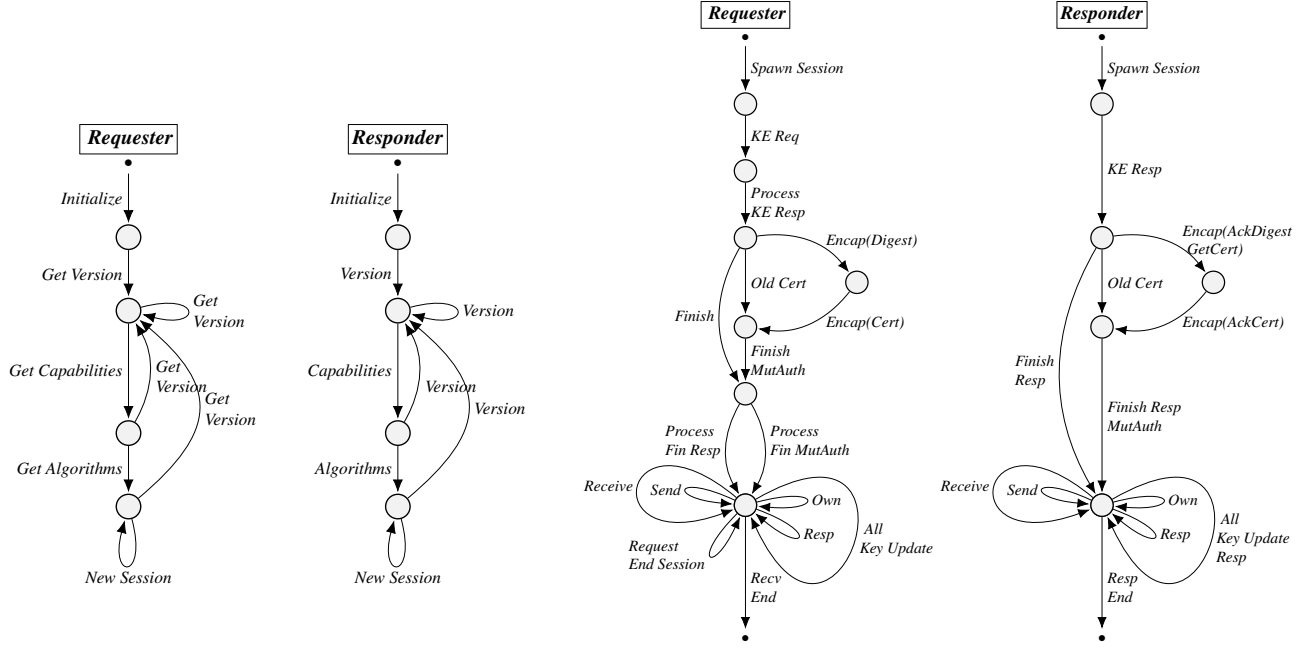 Requester
Initialize
Get Version
Get
Version
Get Capabilities
Get
Version
Get
Version
Get Algorithms
New Session
Responder
Initialize
Version
Version
Capabilities
Version
Version
Algorithms
New Session
Requester
Spawn Session
KE Req
Process
KE Resp
Encap(Digest)
Old Cert
Finish
Encap(Cert)
Finish
MutAuth
Process
Fin Resp
Process
Fin MutAuth
Receive
Send
Own
Resp
All
Key Update
Request
End Session
Recv
End
Responder
Spawn Session
KE Resp
Encap(AckDigest
GetCert)
Old Cert
Encap(AckCert)
Finish
Resp
Finish Resp
MutAuth
Receive
Send
Own
Resp
All
Key Update
Resp
Resp
End